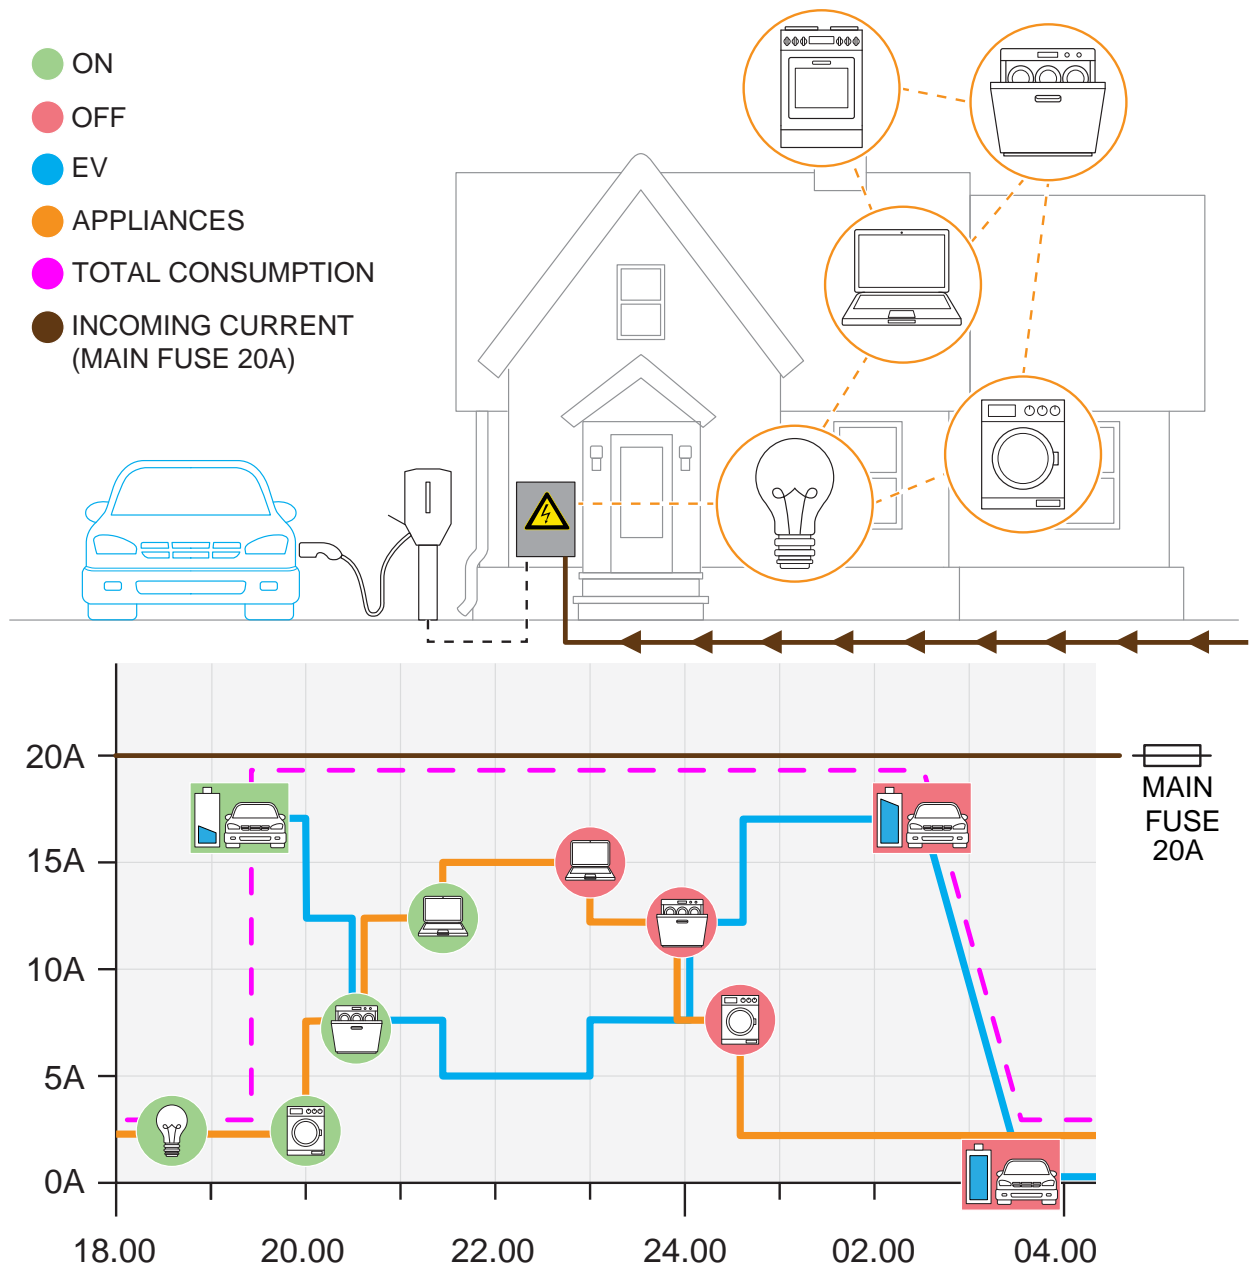 ON
OFF
EV
APPLIANCES
TOTAL CONSUMPTION
INCOMING CURRENT
(MAIN FUSE 20A)
20A
15A
10A
5A
0A
MAIN
FUSE
20A
18.00
20.00
22.00
24.00
02.00
04.00